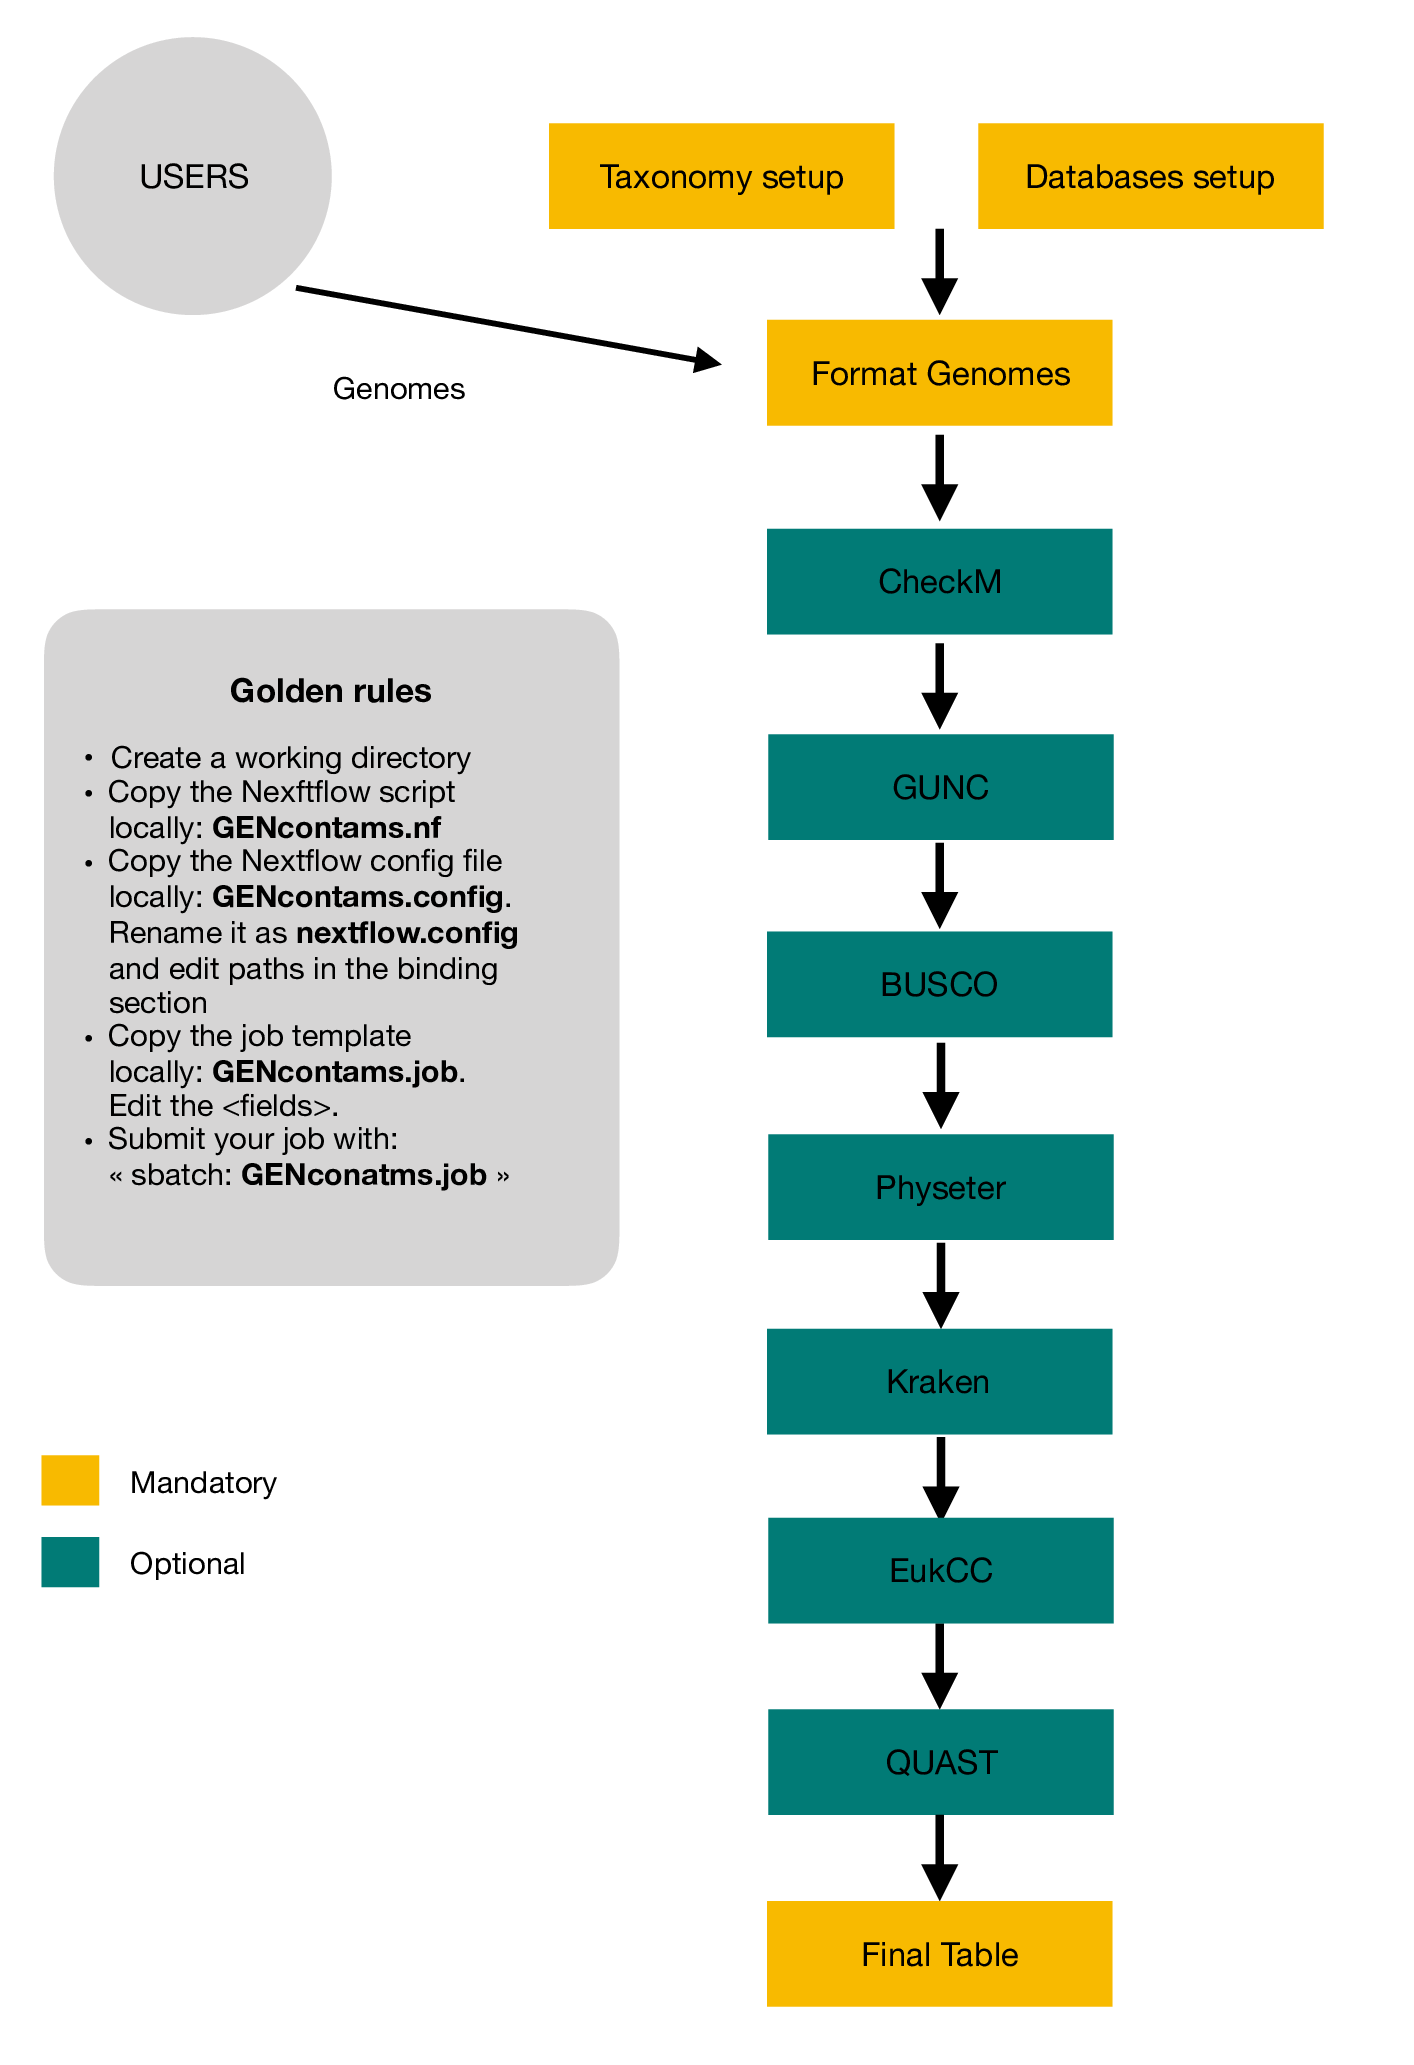 USERS
Taxonomy setup
Databases setup
Genomes
Format Genomes
CheckM
GUNC
BUSCO
Physeter
Kraken
EukCC
QUAST
Final Table
Golden rules
• Create a working directory
• Copy the Nexftflow script
locally: GENcontams.nf
• Copy the Nextflow config file
locally: GENcontams.config.
Rename it as nextflow.config
and edit paths in the binding
section
• Copy the job template
locally: GENcontams.job.
Edit the <fields>.
• Submit your job with:
« sbatch: GENconatms.job »
Mandatory
Optional